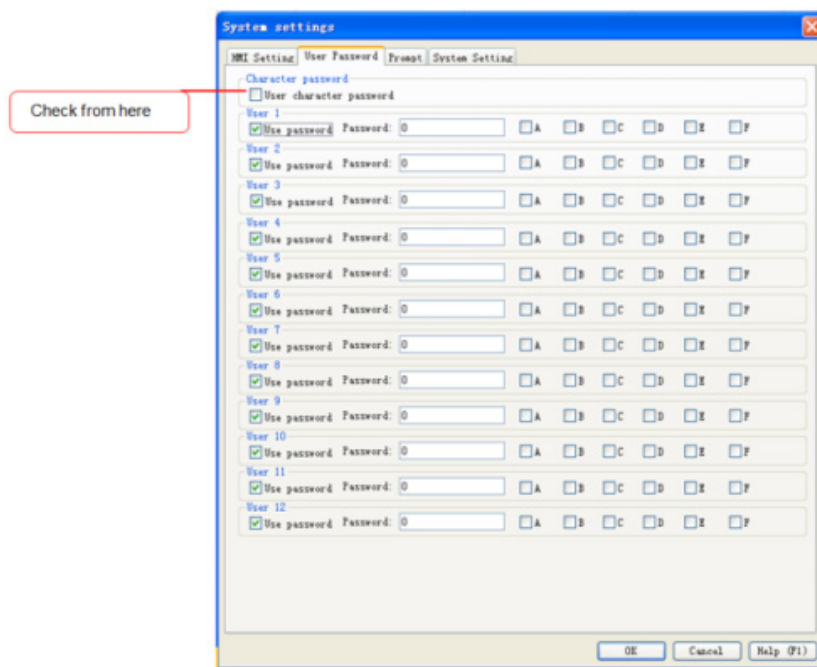 System settings
HMI Setting User Password Prompt System Setting
Character password
User character password
Check from here
User 1
Use password Password: 0 A B C D E F
User 2
Use password Password: 0 A B C D E F
User 3
Use password Password: 0 A B C D E F
User 4
Use password Password: 0 A B C D E F
User 5
Use password Password: 0 A B C D E F
User 6
Use password Password: 0 A B C D E F
User 7
Use password Password: 0 A B C D E F
User 8
Use password Password: 0 A B C D E F
User 9
Use password Password: 0 A B C D E F
User 10
Use password Password: 0 A B C D E F
User 11
Use password Password: 0 A B C D E F
User 12
Use password Password: 0 A B C D E F
OK Cancel Help (F1)